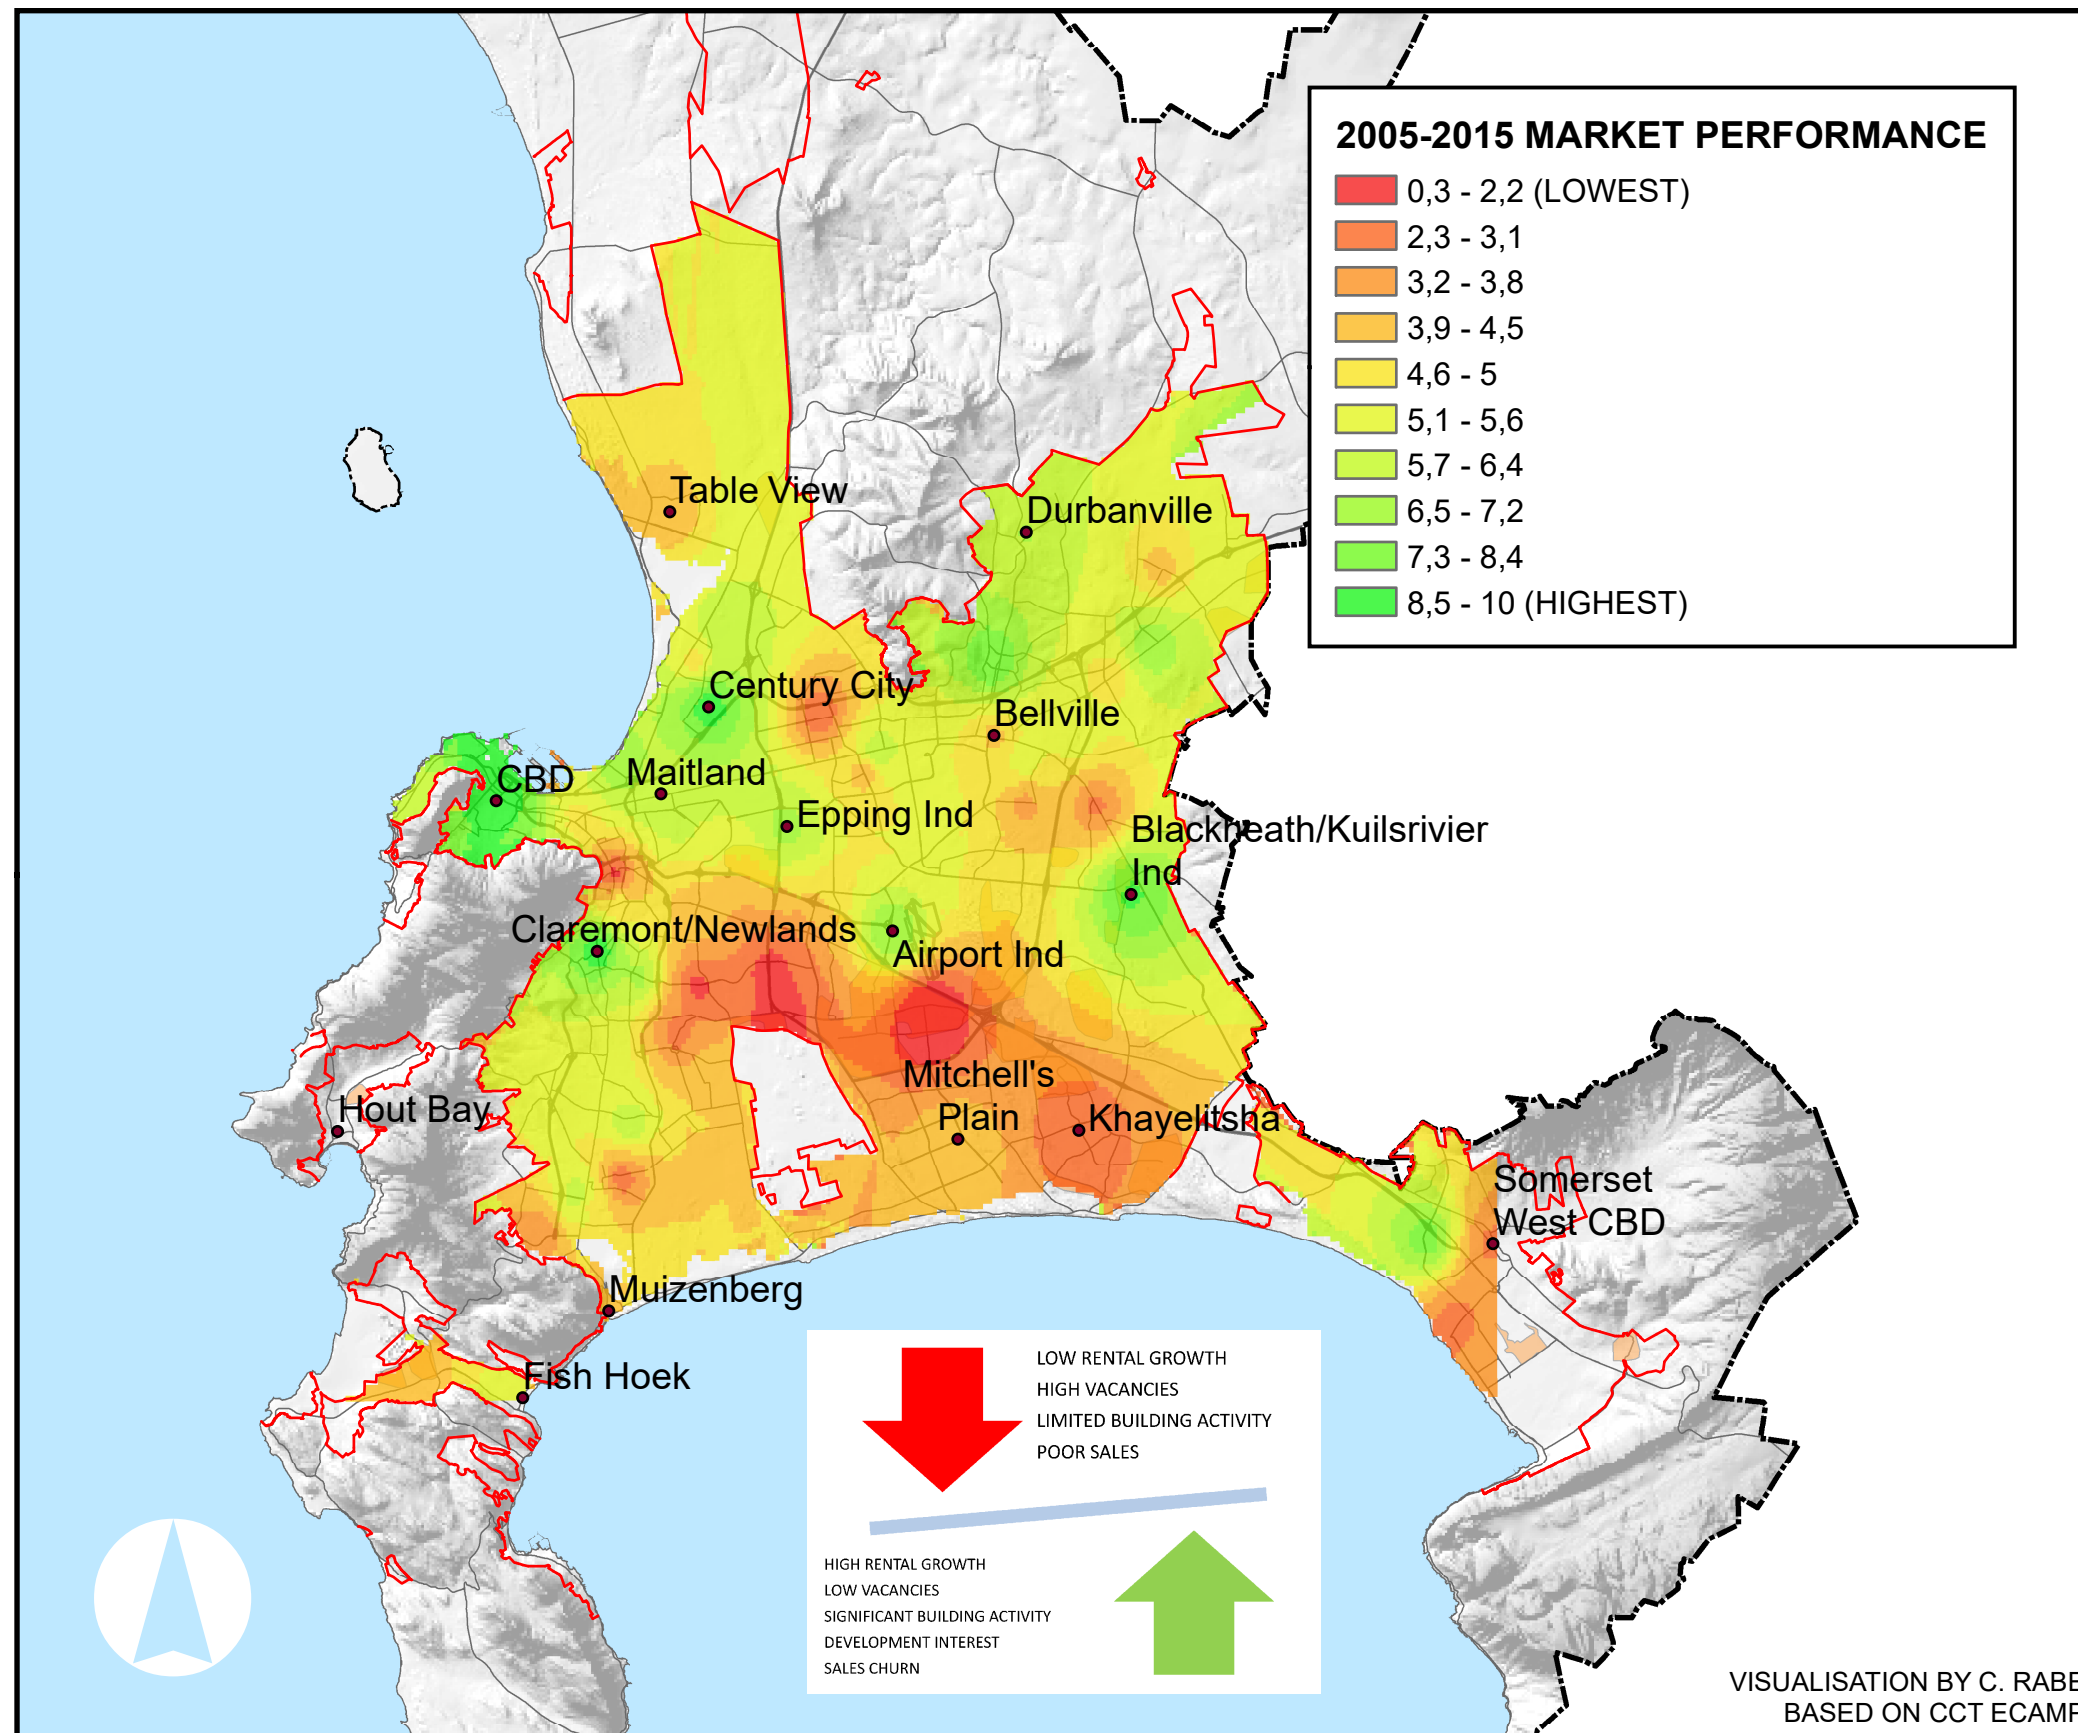 2005-2015 MARKET PERFORMANCE
0,3 - 2,2 (LOWEST)
2,3 - 3,1
3,2 - 3,8
3,9 - 4,5
4,6 - 5
5,1 - 5,6
5,7 - 6,4
6,5 - 7,2
7,3 - 8,4
8,5 - 10 (HIGHEST)
Table View
Durbanville
Century City
Bellville
CBD
Maitland
Epping Ind
Blackheath/Kuilsrivier
Ind
Claremont/Newlands
Airport Ind
Mitchell's
Plain
Hout Bay
Khayelitsha
Somerset
West CBD
Muizenberg
Fish Hoek
LOW RENTAL GROWTH
HIGH VACANCIES
LIMITED BUILDING ACTIVITY
POOR SALES
HIGH RENTAL GROWTH
LOW VACANCIES
SIGNIFICANT BUILDING ACTIVITY
DEVELOPMENT INTEREST
SALES CHURN
VISUALISATION BY C. RABE
BASED ON CCT ECAMP